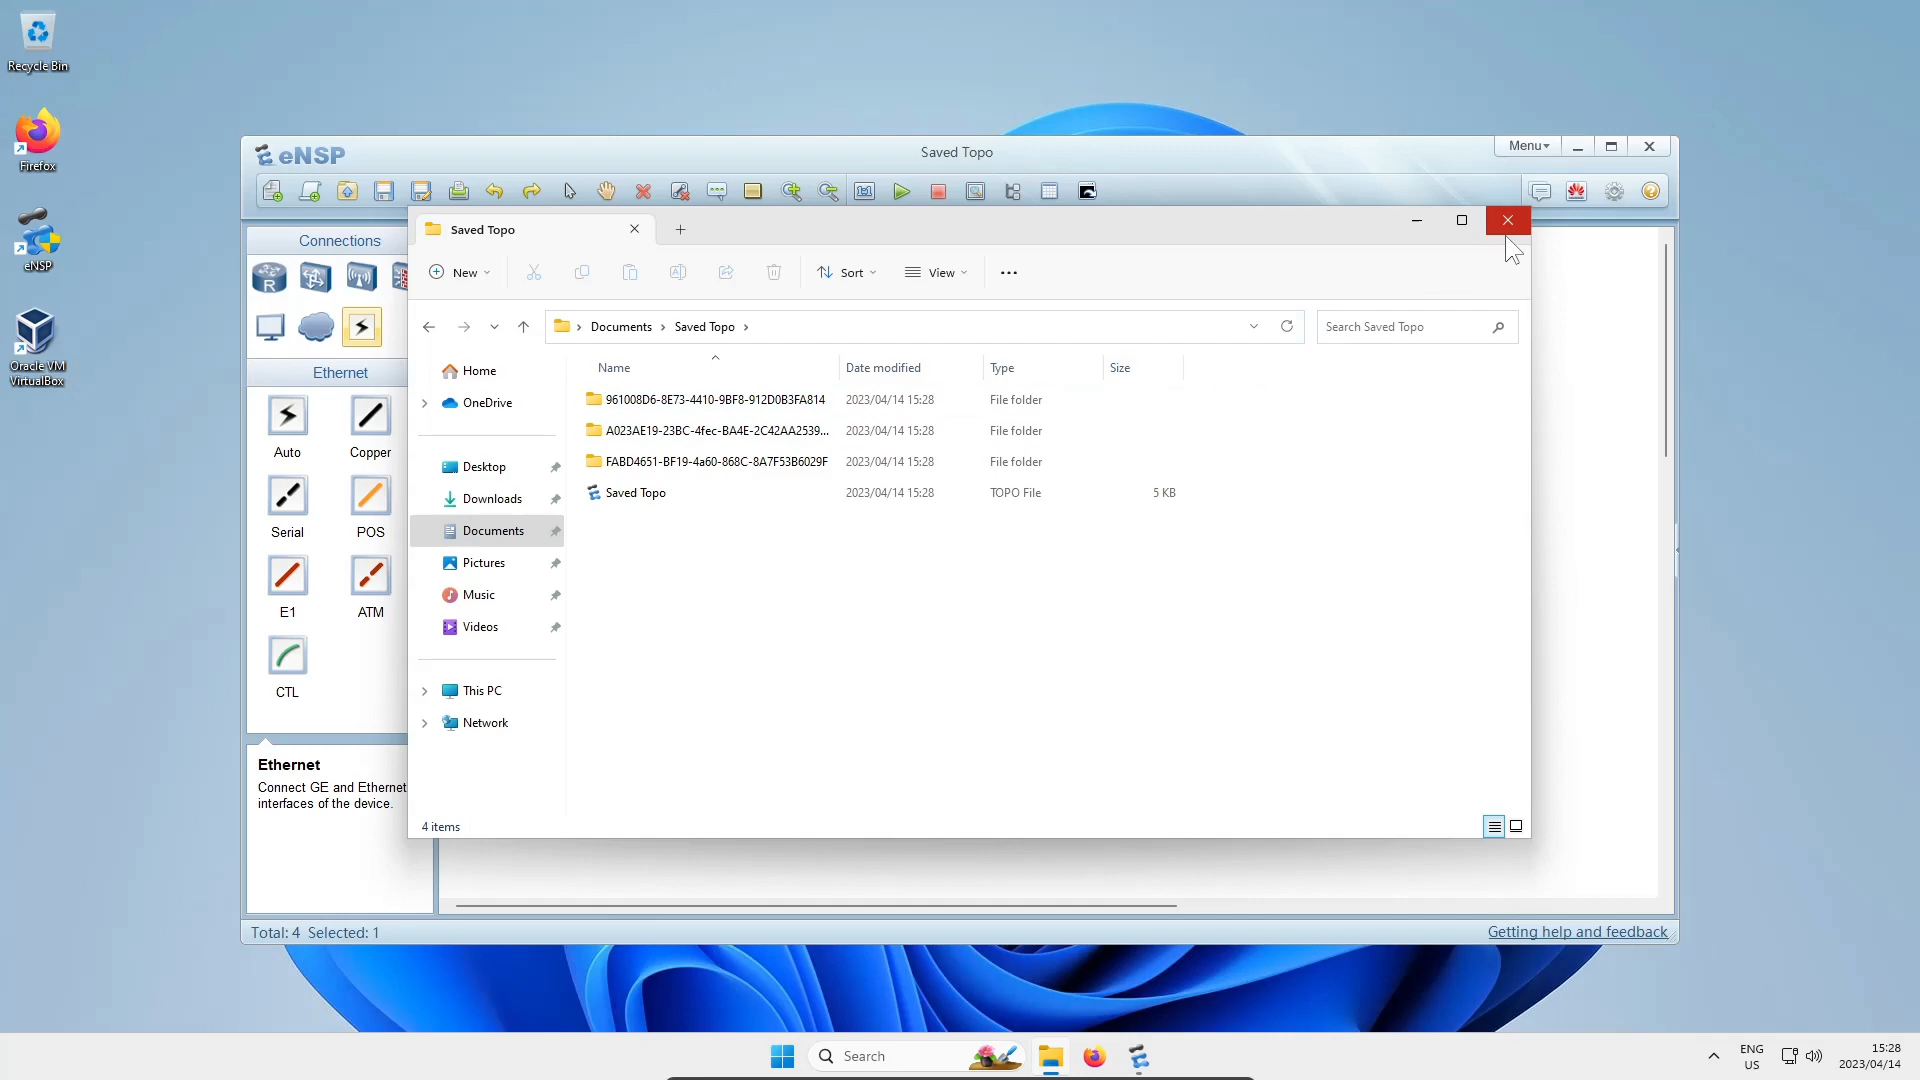 Recycle Bin
Firefox
eNSP
Oracle VM
VirtualBox
eNSP
Saved Topo
Menu
Connections
R
Ethernet
Auto
Copper
Serial
POS
E1
ATM
CTL
Ethernet
Connect GE and Ethernet
interfaces of the device.
Total: 4 Selected: 1
Getting help and feedback
Saved Topo
New
Sort
View
Documents
Saved Topo
Search Saved Topo
Home
OneDrive
Desktop
Downloads
Documents
Pictures
Music
Videos
This PC
Network
Name
Date modified
Type
Size
961008D6-8E73-4410-9BF8-912D0B3FA814 2023/04/14 15:28 File folder
A023AE19-23BC-4fec-BA4E-2C42AA2539... 2023/04/14 15:28 File folder
FABD4651-BF19-4a60-868C-8A7F53B6029F 2023/04/14 15:28 File folder
Saved Topo 2023/04/14 15:28 TOPO File 5 KB
4 items
Search
ENG
US
15:28
2023/04/14